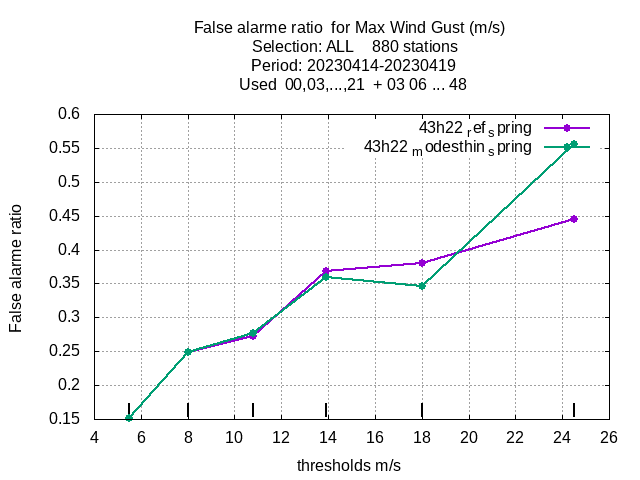 False alarme ratio  for Max Wind Gust (m/s)
Selection: ALL    880 stations
Period: 20230414-20230419
Used  00,03,...,21  + 03 06 ... 48
43h22 ref spring
43h22 modesthin spring
0.6
0.55
0.5
0.45
0.4
0.35
0.3
0.25
0.2
0.15
False alarme ratio
4 6 8 10 12 14 16 18 20 22 24 26
thresholds m/s